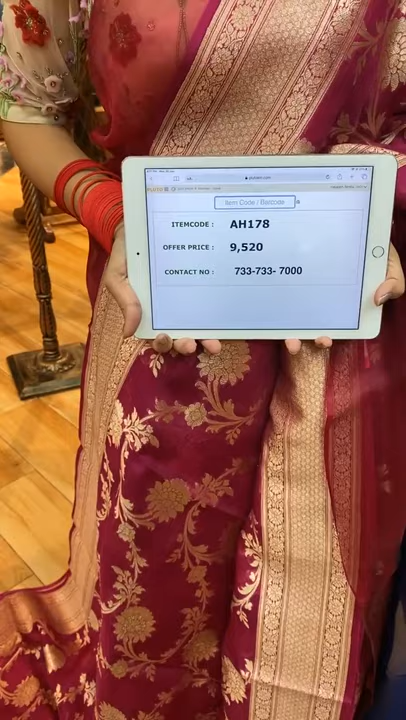 Item Code / Barcode
ITEMCODE : AH178
OFFER PRICE : 9,520
CONTACT NO : 733-733- 7000